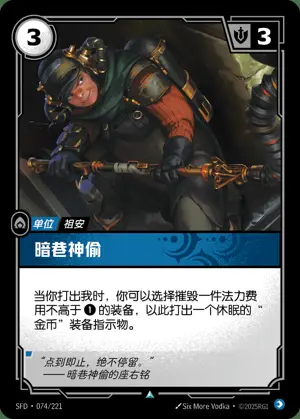 3
3
单位 祖安
暗巷神偷
当你打出我时，你可以选择摧毁一件法力费
用不高于 1 的装备，以此打出一个休眠的“
金币”装备指示物。
“点到即止，绝不停留。”
——暗巷神偷的座右铭
SFD • 074/221
Six More Vodka • ©2025RGI